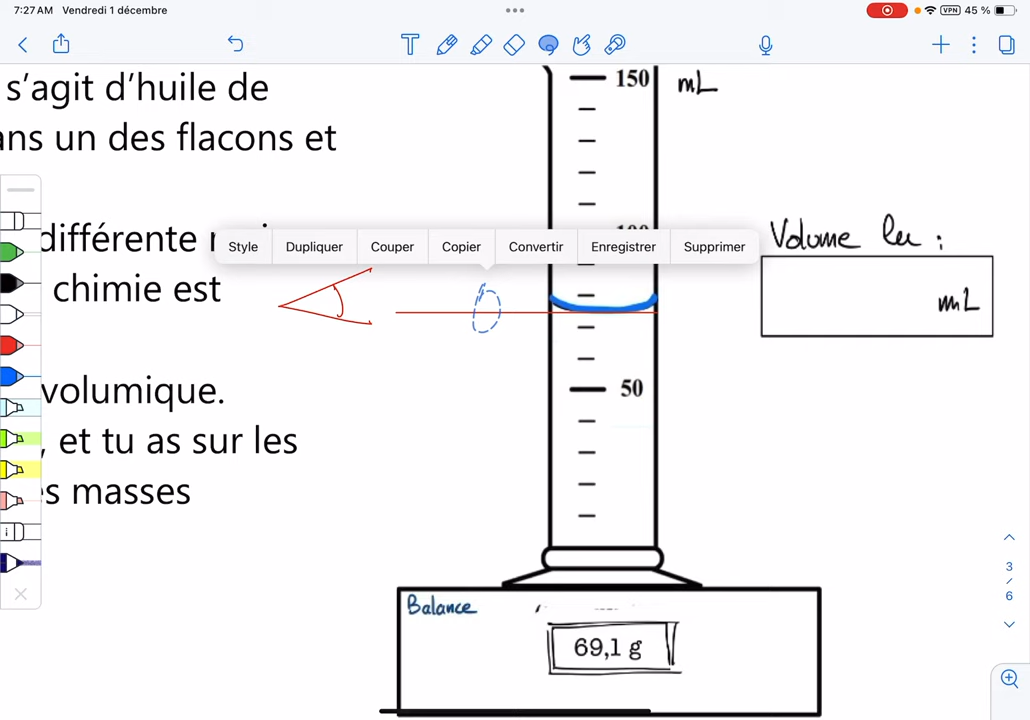 7:27 AM Vendredi 1 décembre
VPN 45 %
s’agit d’huile de
ans un des flacons et
différente
chimie est
volumique.
, et tu as sur les
s masses
Style Dupliquer Couper Copier Convertir Enregistrer Supprimer
150 mL
100
50
Volume lu :
mL
Balance
69,1 g
3
/
6